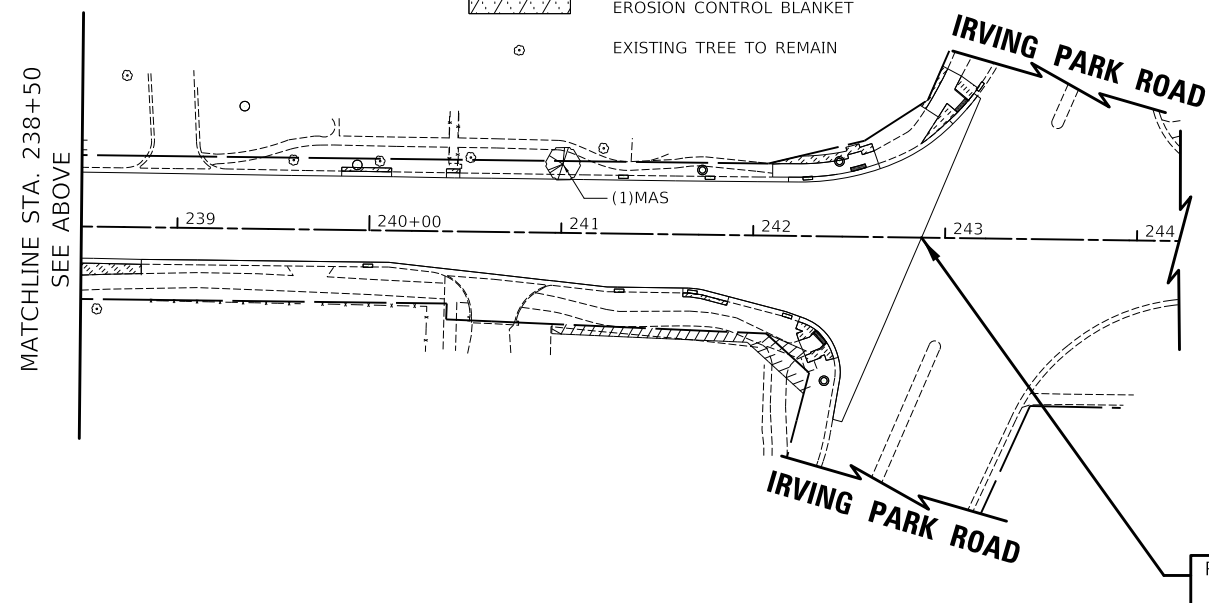 EROSION CONTROL BLANKET
EXISTING TREE TO REMAIN
IRVING PARK ROAD
MATCHLINE STA. 238+50
SEE ABOVE
(1)MAS
239
240+00
241
242
243
244
IRVING PARK ROAD